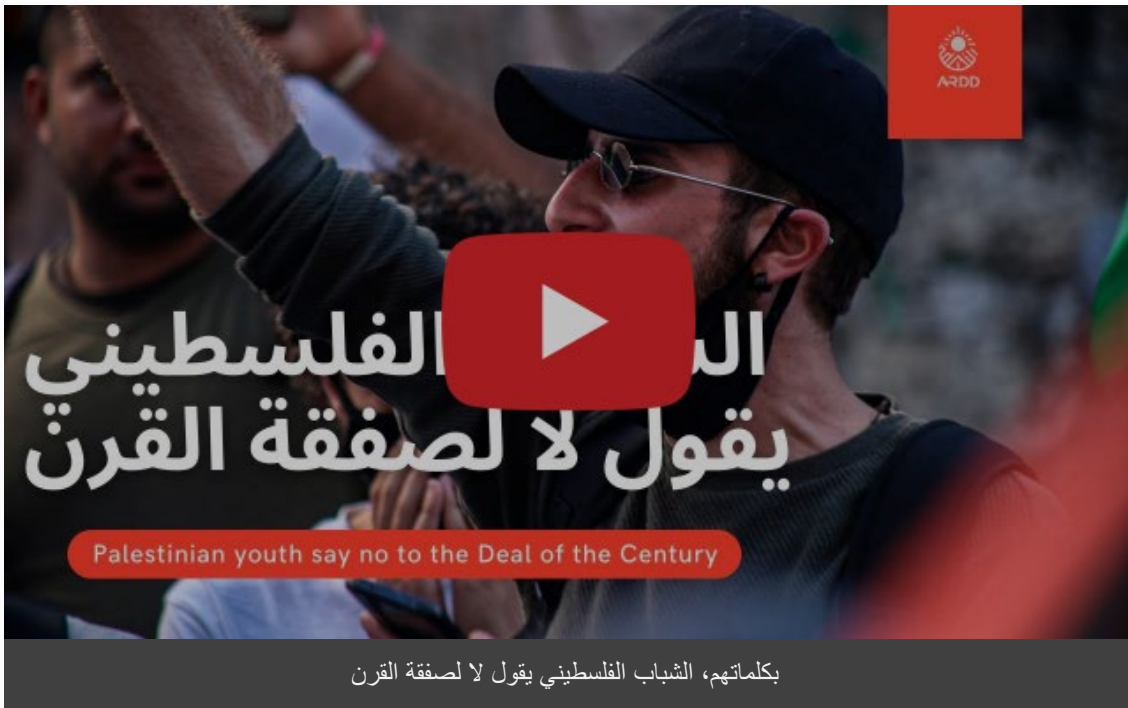 ARDD
الفلسطيني
يقول لا لصفقة القرن
Palestinian youth say no to the Deal of the Century
بكلماتهم، الشباب الفلسطيني يقول لا لصفقة القرن